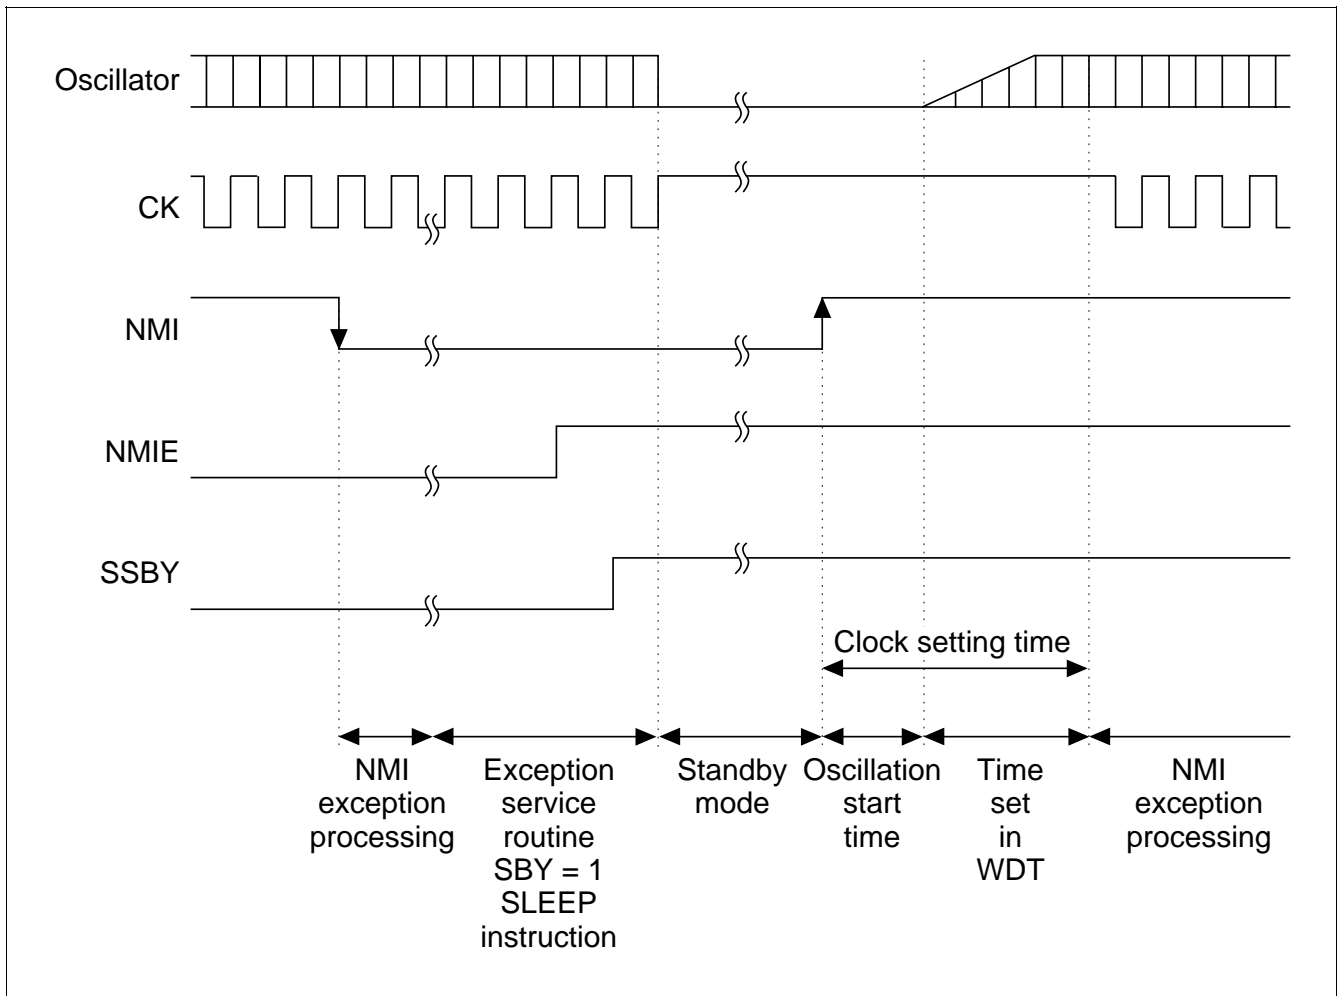 Oscillator
CK
NMI
NMIE
SSBY
Clock setting time
NMI
exception
processing
Exception
service
routine
SBY = 1
SLEEP
instruction
Standby
mode
Oscillation
start
time
Time
set
in
WDT
NMI
exception
processing